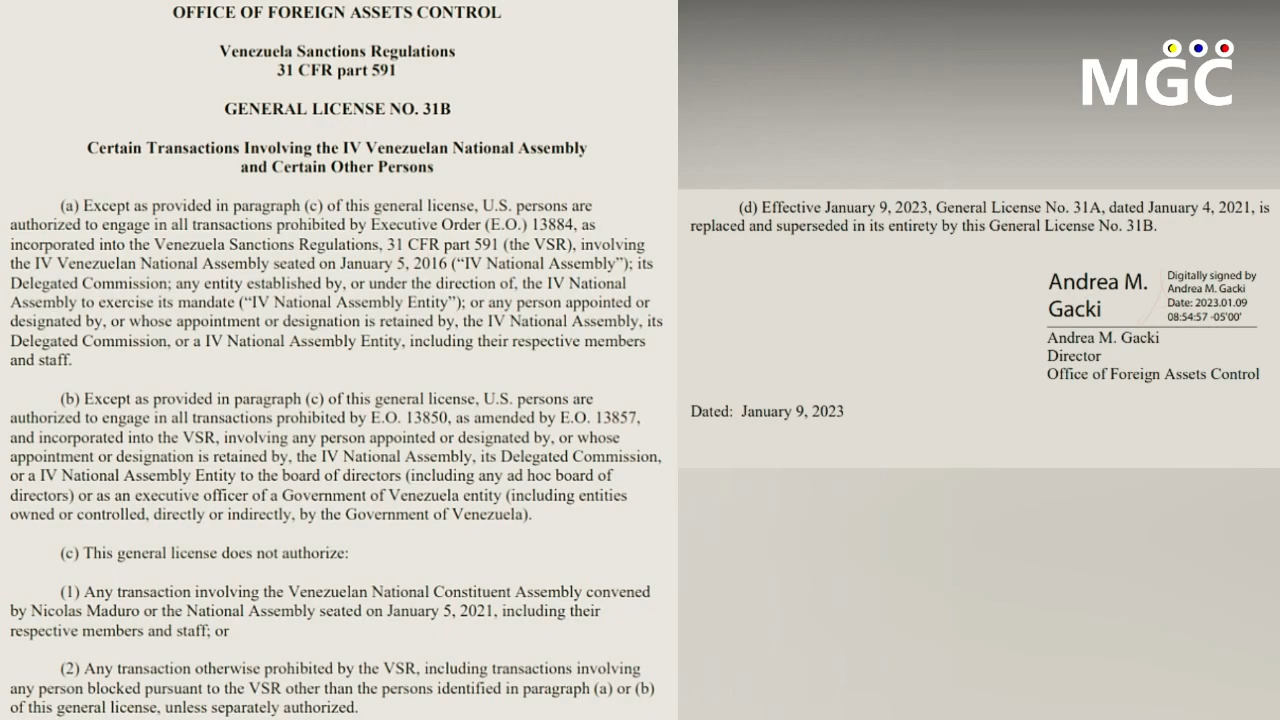 OFFICE OF FOREIGN ASSETS CONTROL
Venezuela Sanctions Regulations
31 CFR part 591
GENERAL LICENSE NO. 31B
Certain Transactions Involving the IV Venezuelan National Assembly
and Certain Other Persons
(a) Except as provided in paragraph (c) of this general license, U.S. persons are
authorized to engage in all transactions prohibited by Executive Order (E.O.) 13884, as
incorporated into the Venezuela Sanctions Regulations, 31 CFR part 591 (the VSR), involving
the IV Venezuelan National Assembly seated on January 5, 2016 (“IV National Assembly”); its
Delegated Commission; any entity established by, or under the direction of, the IV National
Assembly to exercise its mandate (“IV National Assembly Entity”); or any person appointed or
designated by, or whose appointment or designation is retained by, the IV National Assembly, its
Delegated Commission, or a IV National Assembly Entity, including their respective members
and staff.
(b) Except as provided in paragraph (c) of this general license, U.S. persons are
authorized to engage in all transactions prohibited by E.O. 13850, as amended by E.O. 13857,
and incorporated into the VSR, involving any person appointed or designated by, or whose
appointment or designation is retained by, the IV National Assembly, its Delegated Commission,
or a IV National Assembly Entity to the board of directors (including any ad hoc board of
directors) or as an executive officer of a Government of Venezuela entity (including entities
owned or controlled, directly or indirectly, by the Government of Venezuela).
(c) This general license does not authorize:
(1) Any transaction involving the Venezuelan National Constituent Assembly convened
by Nicolas Maduro or the National Assembly seated on January 5, 2021, including their
respective members and staff; or
(2) Any transaction otherwise prohibited by the VSR, including transactions involving
any person blocked pursuant to the VSR other than the persons identified in paragraph (a) or (b)
of this general license, unless separately authorized.
MGC
(d) Effective January 9, 2023, General License No. 31A, dated January 4, 2021, is
replaced and superseded in its entirety by this General License No. 31B.
Andrea M.
Gacki
Digitally signed by
Andrea M. Gacki
Date: 2023.01.09
08:54:57 -05'00'
Andrea M. Gacki
Director
Office of Foreign Assets Control
Dated: January 9, 2023